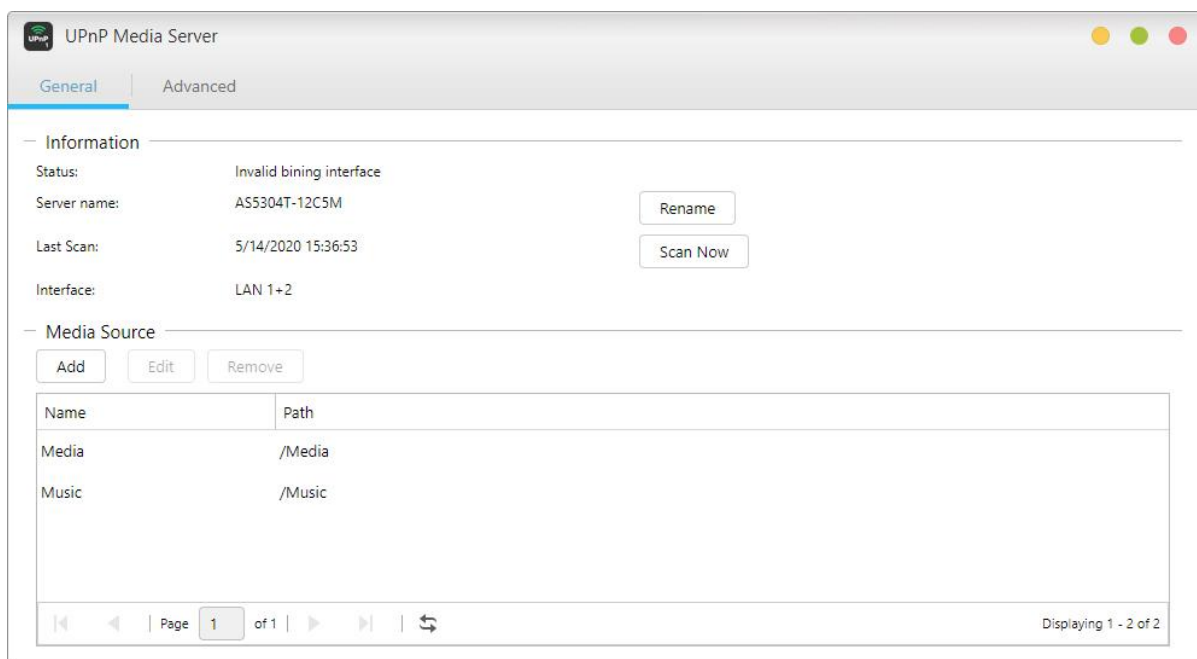 UPnP UPnP Media Server
General Advanced
Information
Status: Invalid bining interface
Server name: AS5304T-12C5M Rename
Last Scan: 5/14/2020 15:36:53 Scan Now
Interface: LAN 1+2
Media Source
Add Edit Remove
Name Path
Media /Media
Music /Music
Page 1 of 1 Displaying 1 - 2 of 2